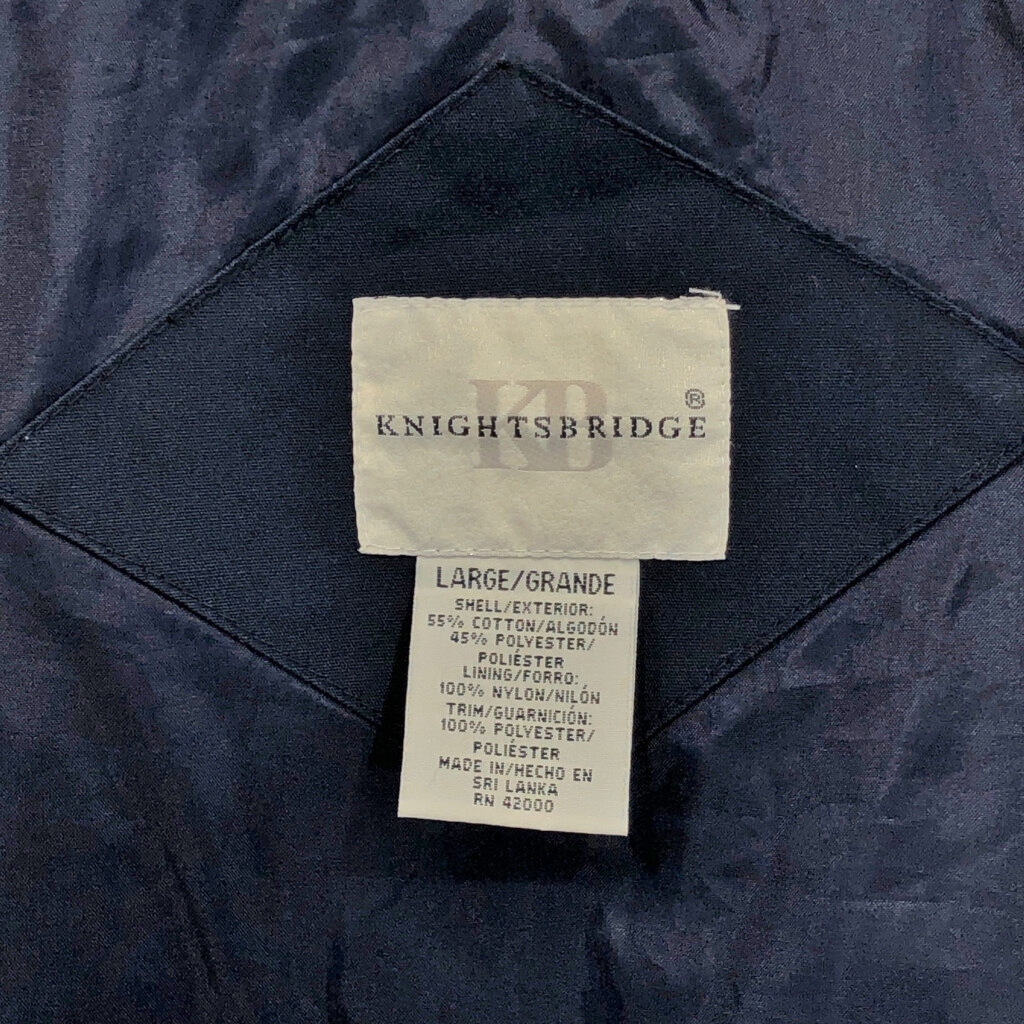 KB
KNIGHTSBRIDGE®
LARGE/GRANDE
SHELL/EXTERIOR:
55% COTTON/ALGODÓN
45% POLYESTER/
POLIÉSTER
LINING/FORRO:
100% NYLON/NILÓN
TRIM/GUARNICIÓN:
100% POLYESTER/
POLIÉSTER
MADE IN/HECHO EN
SRI LANKA
RN 42000